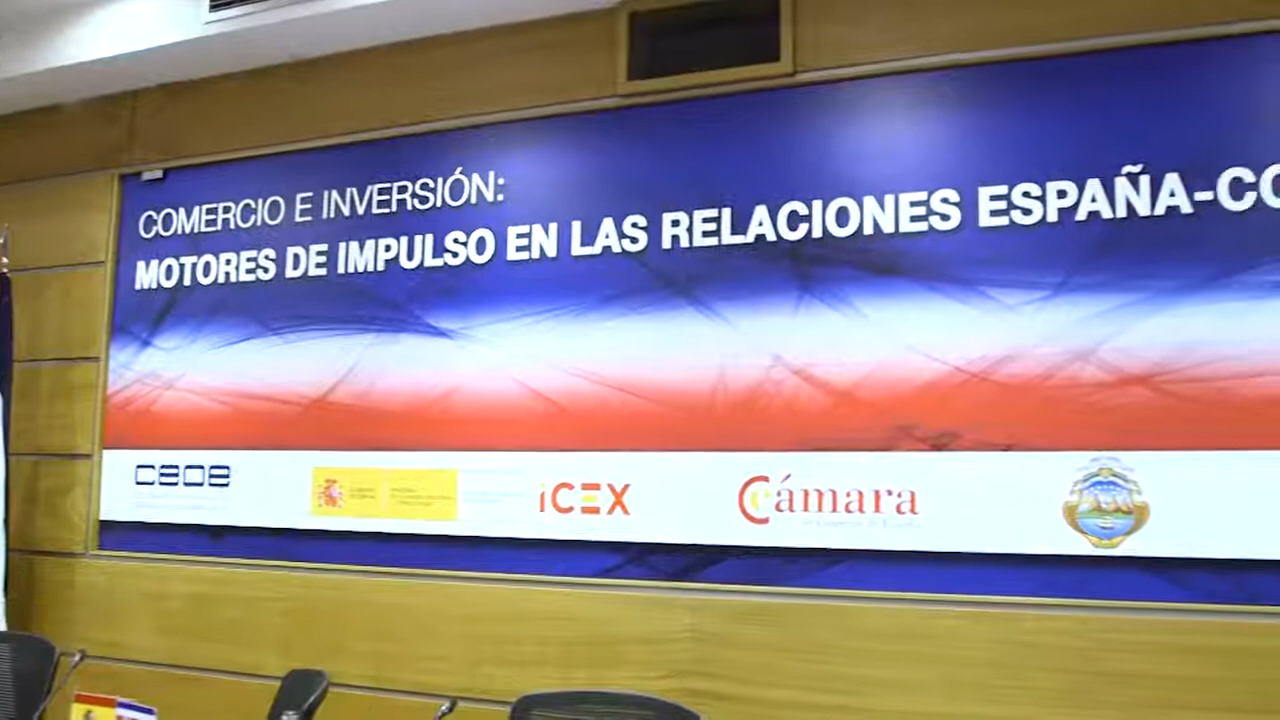 COMERCIO E INVERSIÓN:
MOTORES DE IMPULSO EN LAS RELACIONES ESPAÑA-CO
CEOE
iCEX
Cámara